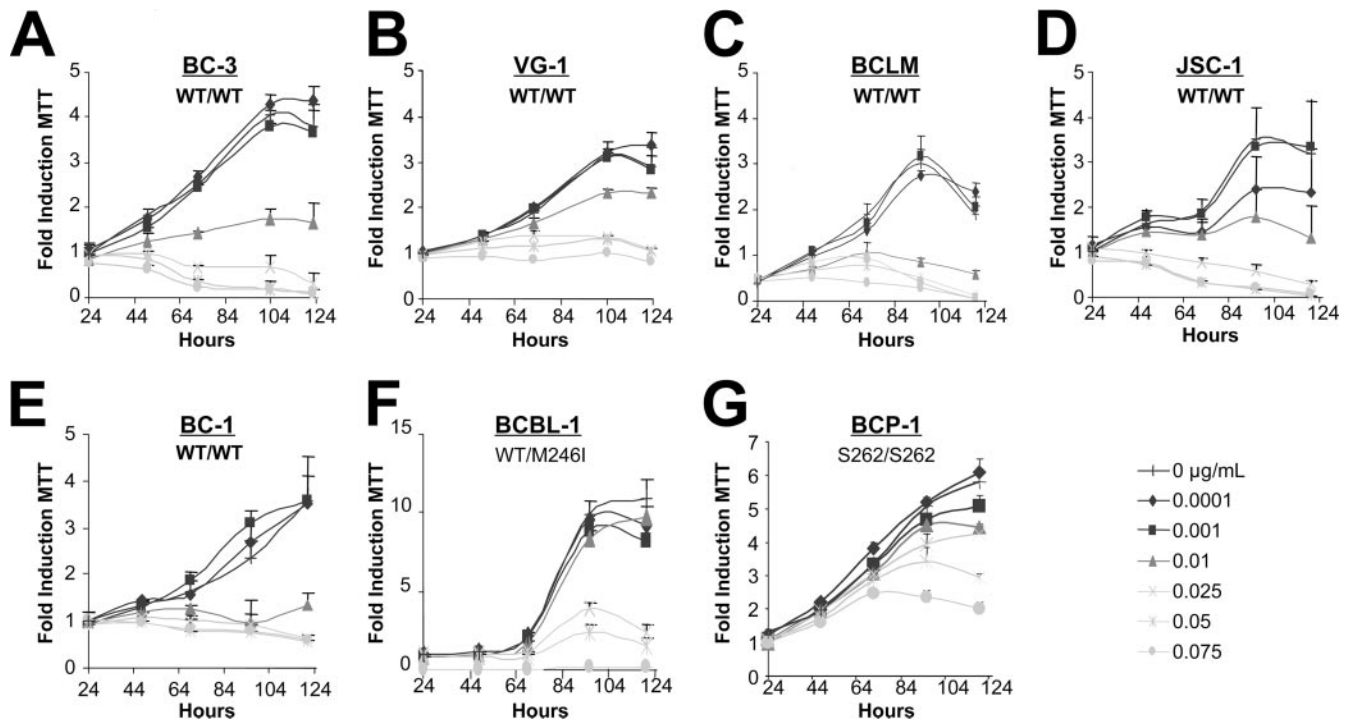 A
BC-3
WT/WT
Fold Induction MTT
5
4
3
2
1
0
24 44 64 84 104 124
Hours
B
VG-1
WT/WT
Fold Induction MTT
5
4
3
2
1
0
24 44 64 84 104 124
Hours
C
BCLM
WT/WT
Fold Induction MTT
5
4
3
2
1
0
24 44 64 84 104 124
Hours
D
JSC-1
WT/WT
Fold Induction MTT
5
4
3
2
1
0
24 44 64 84 104 124
Hours
E
BC-1
WT/WT
Fold Induction MTT
5
4
3
2
1
0
24 44 64 84 104 124
Hours
F
BCBL-1
WT/M246I
Fold Induction MTT
15
10
5
0
24 44 64 84 104 124
Hours
G
BCP-1
S262/S262
Fold Induction MTT
7
6
5
4
3
2
1
0
24 44 64 84 104 124
Hours
0 µg/mL
0.0001
0.001
0.01
0.025
0.05
0.075